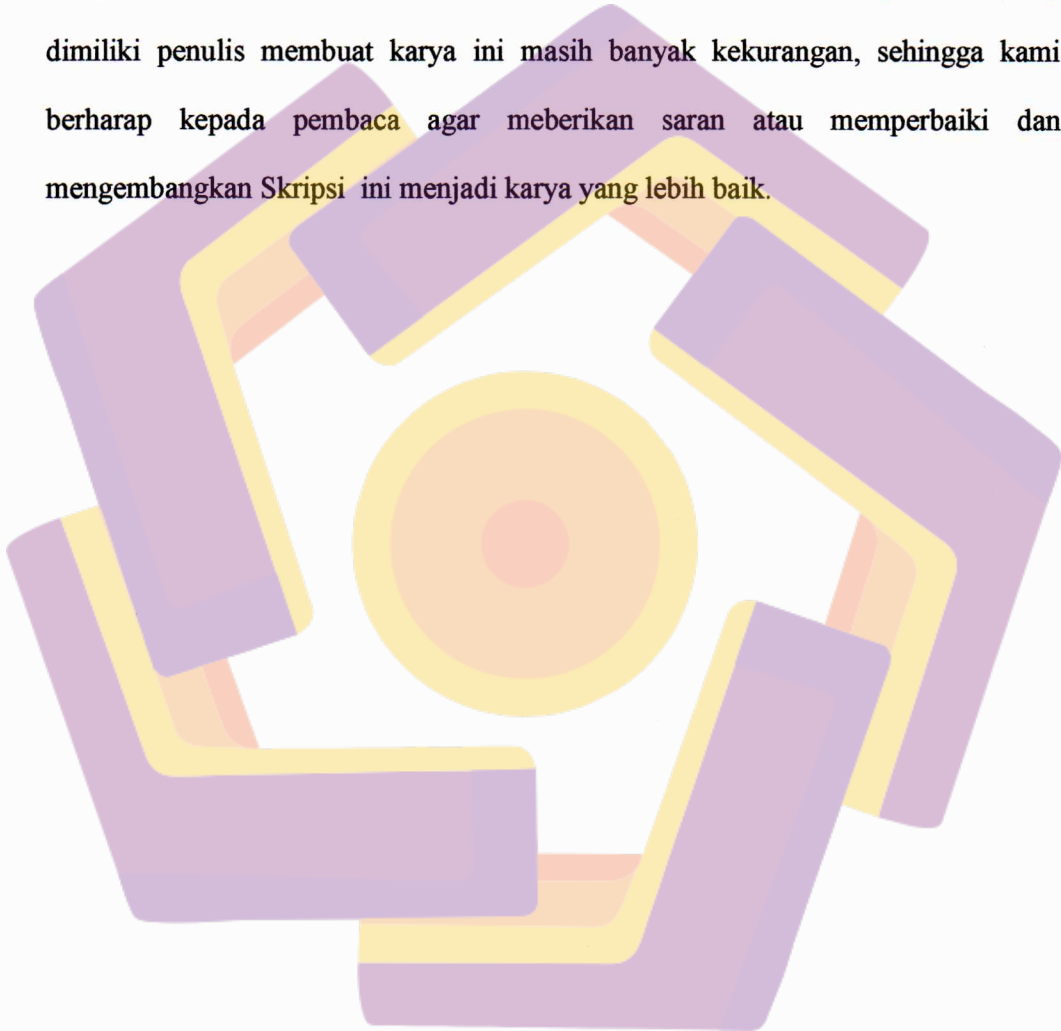 dimiliki penulis membuat karya ini masih banyak kekurangan, sehingga kami
berharap kepada pembaca agar meberikan saran atau memperbaiki dan
mengembangkan Skripsi ini menjadi karya yang lebih baik.